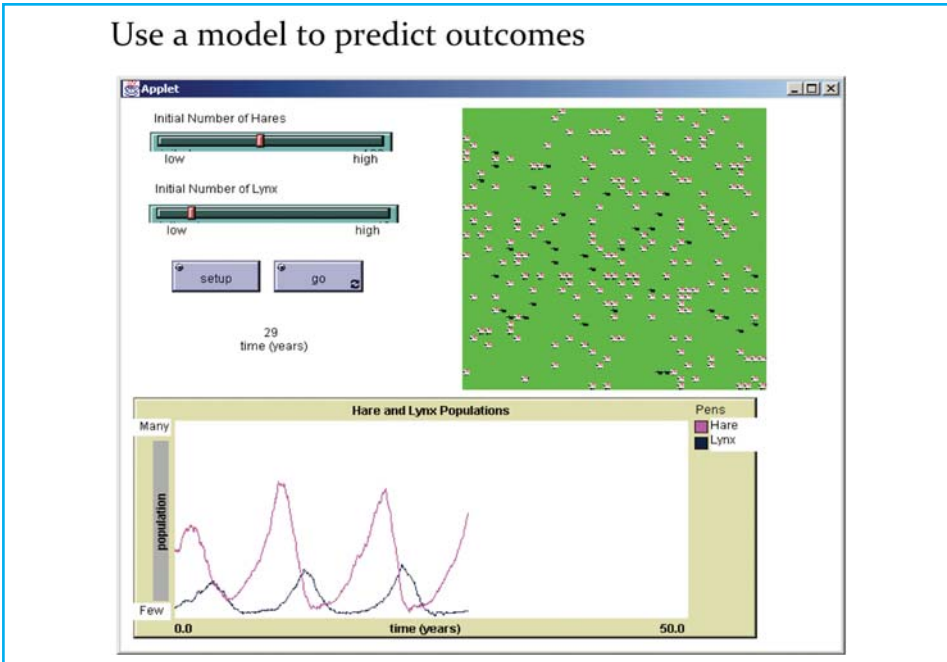 Use a model to predict outcomes
Applet
Initial Number of Hares
low high
Initial Number of Lynx
low high
setup go
29
time (years)
Hare and Lynx Populations
Pens
Many
Hare
Lynx
population
Few
0.0 time (years) 50.0